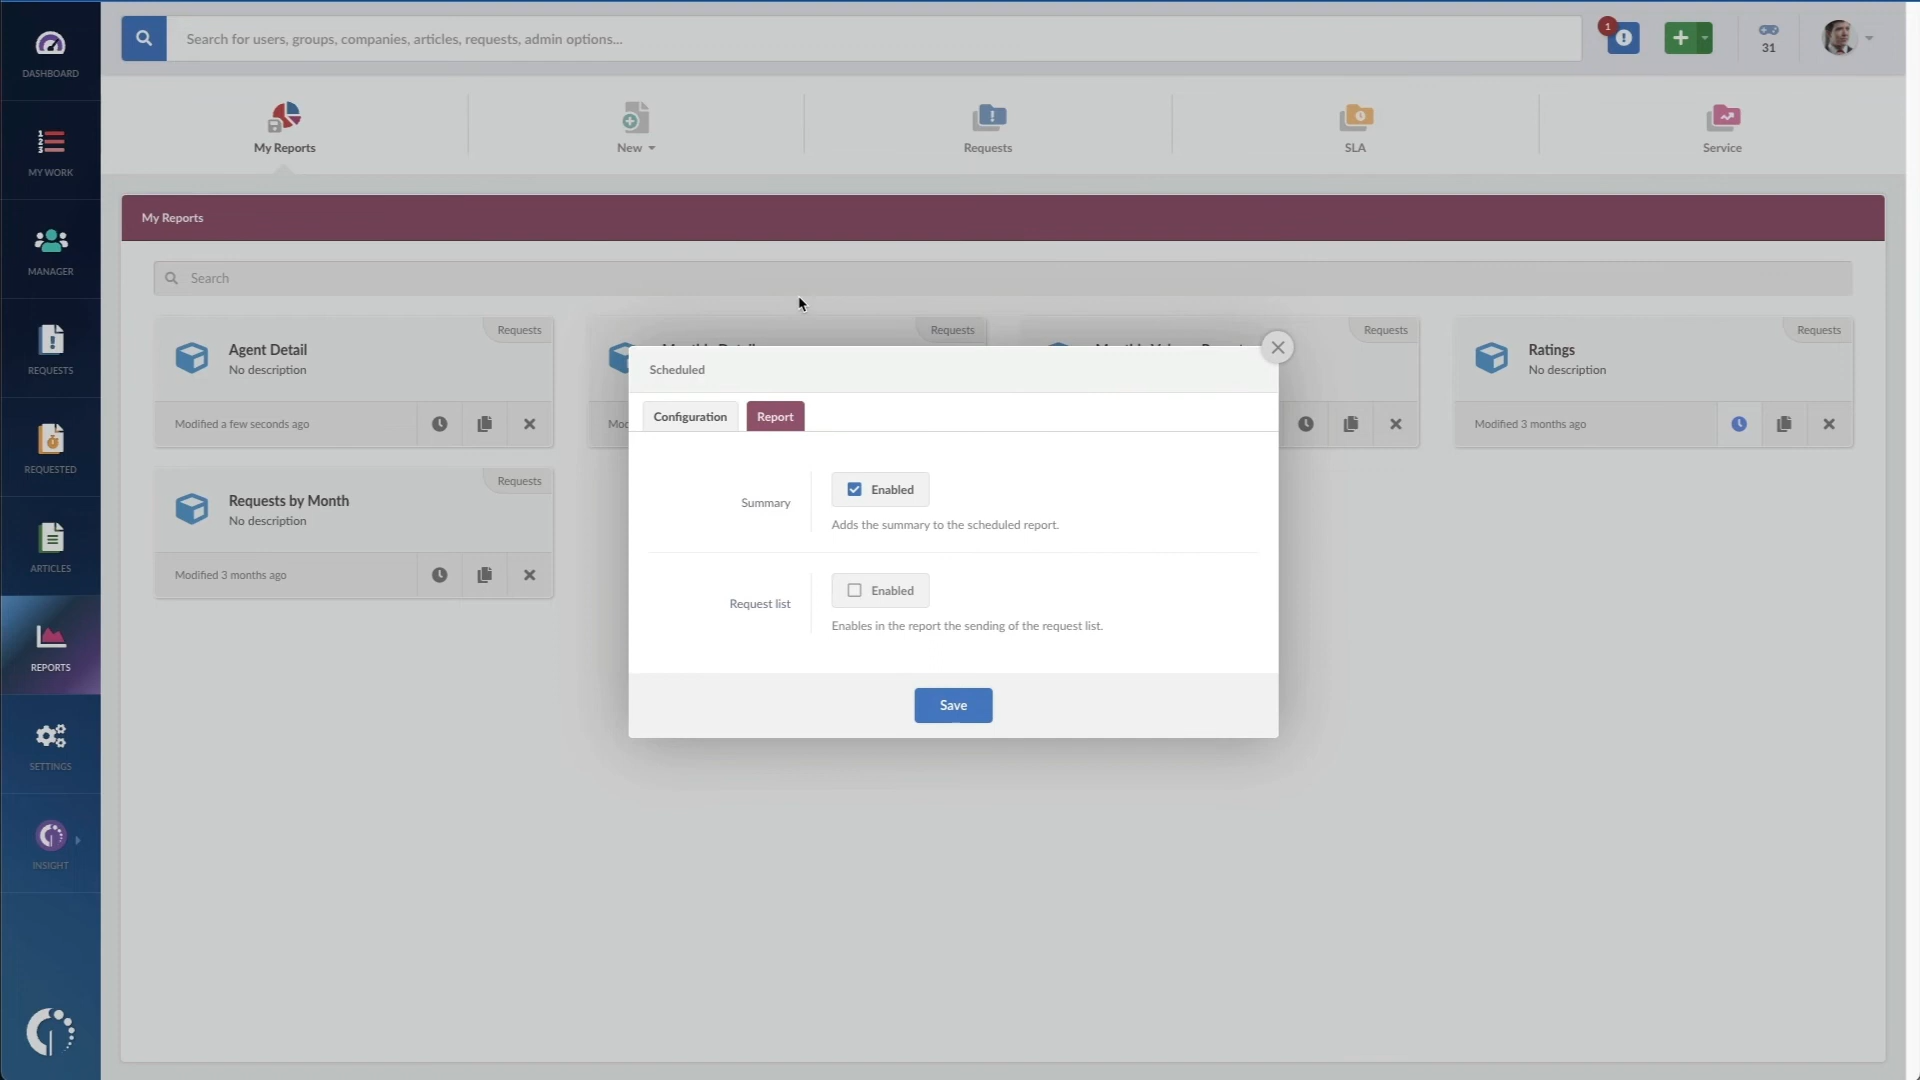 Search for users, groups, companies, articles, requests, admin options...
1
31
DASHBOARD
MY WORK
MANAGER
REQUESTS
REQUESTED
ARTICLES
REPORTS
SETTINGS
INSIGHT
My Reports
New
Requests
SLA
Service
My Reports
Search
Requests
Agent Detail
No description
Modified a few seconds ago
Requests
Requests
Requests
Ratings
No description
Modified 3 months ago
Requests
Requests by Month
No description
Modified 3 months ago
Scheduled
Configuration
Report
Summary
Enabled
Adds the summary to the scheduled report.
Request list
Enabled
Enables in the report the sending of the request list.
Save